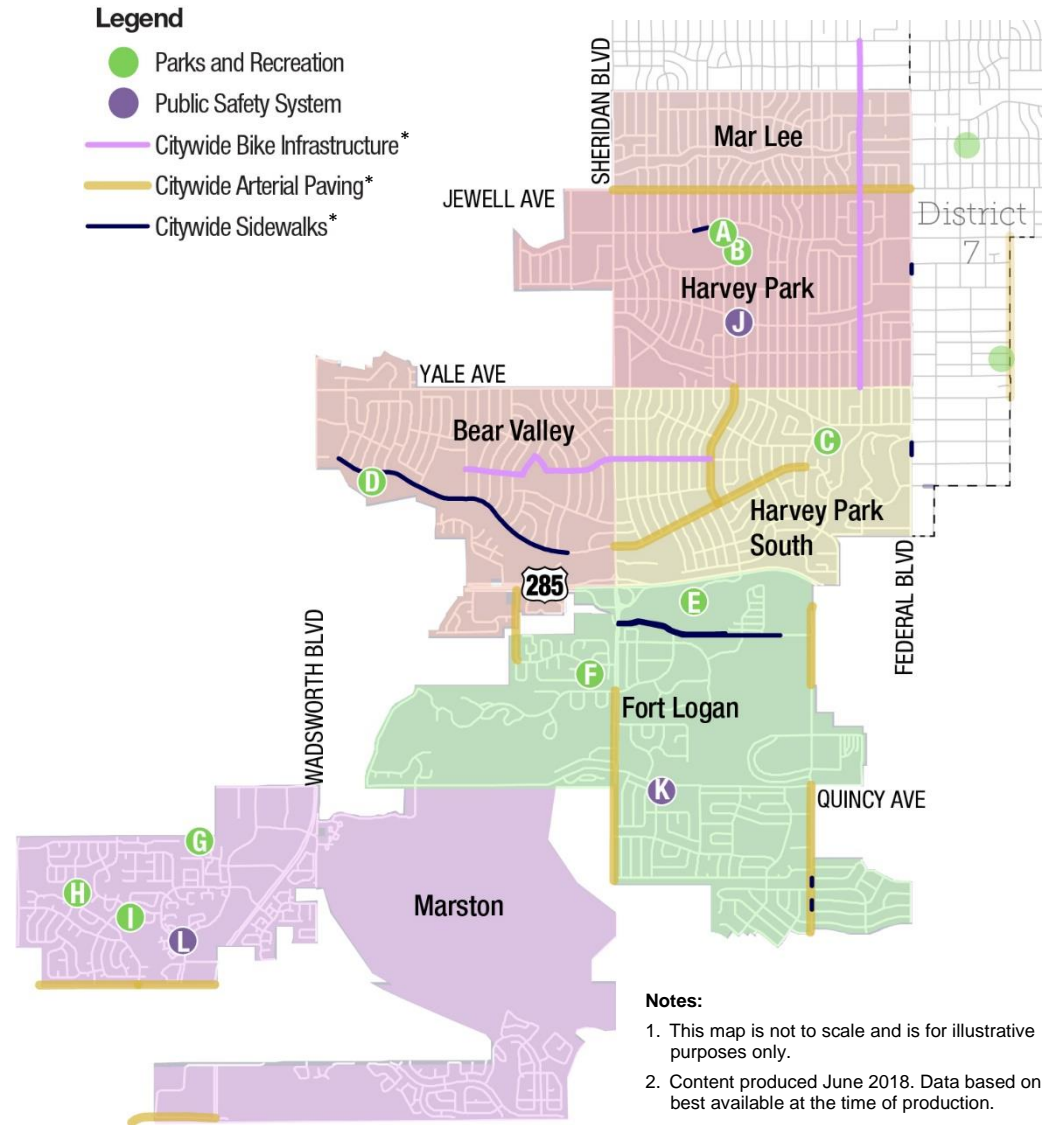 Legend
Parks and Recreation
Public Safety System
Citywide Bike Infrastructure*
Citywide Arterial Paving*
Citywide Sidewalks*
SHERIDAN BLVD
Mar Lee
JEWELL AVE
District
7
A
B
Harvey Park
J
YALE AVE
Bear Valley
C
D
Harvey Park
South
285
E
FEDERAL BLVD
WADSWORTH BLVD
F
Fort Logan
K
QUINCY AVE
G
H
I
L
Marston
Notes:
1. This map is not to scale and is for illustrative
purposes only.
2. Content produced June 2018. Data based on
best available at the time of production.